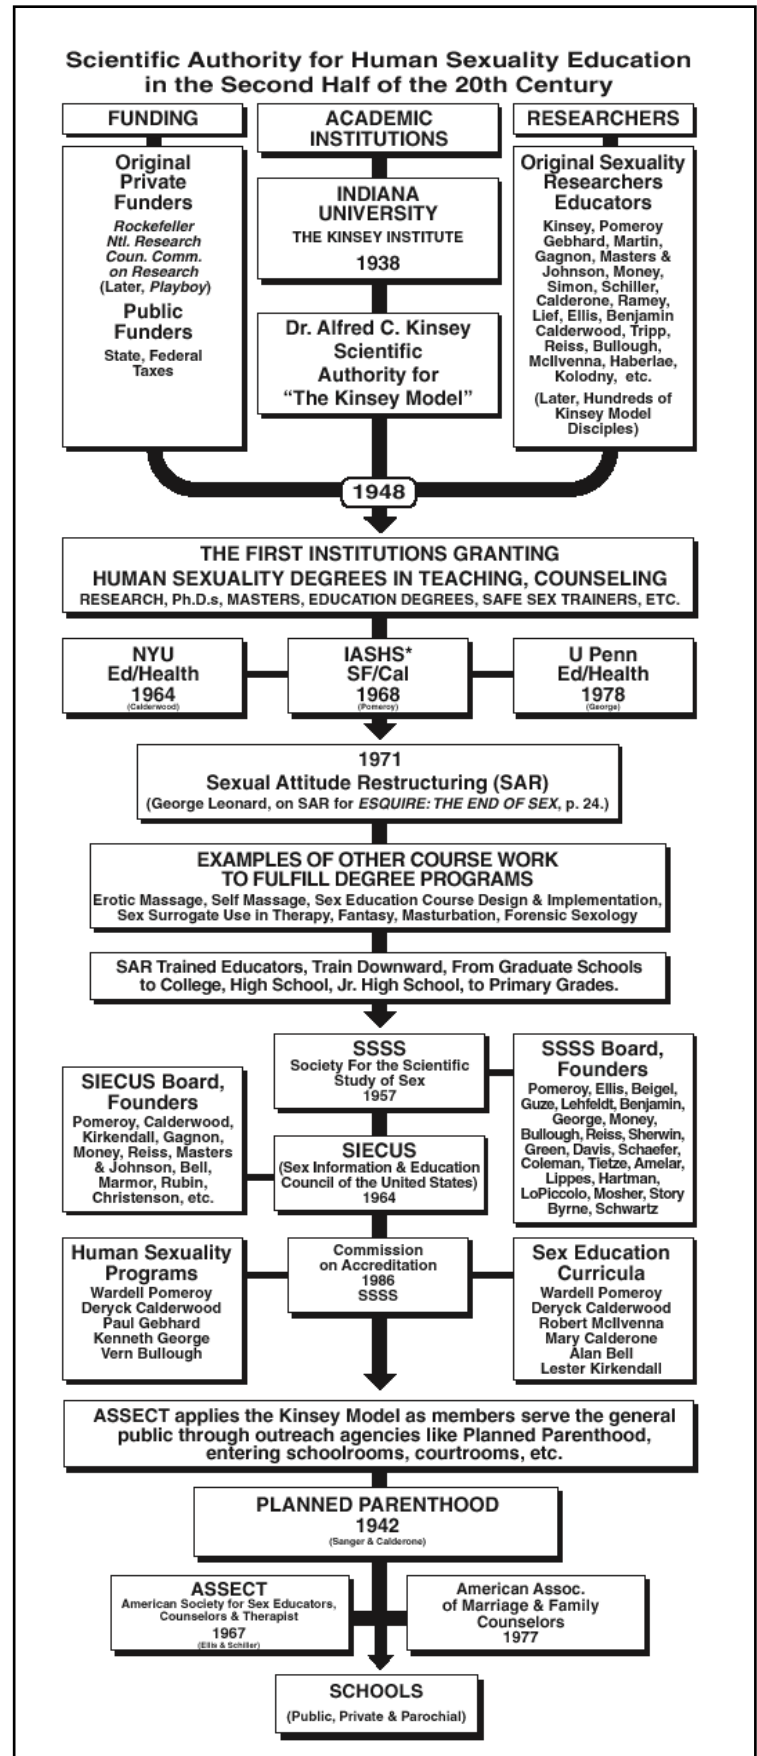 Scientific Authority for Human Sexuality Education
in the Second Half of the 20th Century
FUNDING
Original
Private
Funders
Rockefeller
Ntl. Research
Coun. Comm.
on Research
(Later, Playboy)
Public
Funders
State, Federal
Taxes
ACADEMIC
INSTITUTIONS
INDIANA
UNIVERSITY
THE KINSEY INSTITUTE
1938
Dr. Alfred C. Kinsey
Scientific
Authority for
“The Kinsey Model”
RESEARCHERS
Original Sexuality
Researchers
Educators
Kinsey, Pomeroy
Gebhard, Martin,
Gagnon, Masters &
Johnson, Money,
Simon, Schiller,
Calderone, Ramey,
Lief, Ellis, Benjamin
Calderwood, Tripp,
Reiss, Bullough,
McIlvenna, Haberlae,
Kolodny, etc.
(Later, Hundreds of
Kinsey Model
Disciples)
1948
THE FIRST INSTITUTIONS GRANTING
HUMAN SEXUALITY DEGREES IN TEACHING, COUNSELING
RESEARCH, Ph.D.s, MASTERS, EDUCATION DEGREES, SAFE SEX TRAINERS, ETC.
NYU
Ed/Health
1964
(Calderwood)
IASHS*
SF/Cal
1968
(Pomeroy)
U Penn
Ed/Health
1978
(George)
1971
Sexual Attitude Restructuring (SAR)
(George Leonard, on SAR for ESQUIRE: THE END OF SEX, p. 24.)
EXAMPLES OF OTHER COURSE WORK
TO FULFILL DEGREE PROGRAMS
Erotic Massage, Self Massage, Sex Education Course Design & Implementation,
Sex Surrogate Use in Therapy, Fantasy, Masturbation, Forensic Sexology
SAR Trained Educators, Train Downward, From Graduate Schools
to College, High School, Jr. High School, to Primary Grades.
SSSS
Society For the Scientific
Study of Sex
1957
SSSS Board,
Founders
Pomeroy, Ellis, Beigel,
Guze, Lehfeldt, Benjamin,
George, Money,
Bullough, Reiss, Sherwin,
Green, Davis, Schaefer,
Coleman, Tietze, Amelar,
Lippes, Hartman,
LoPiccolo, Mosher, Story
Byrne, Schwartz
SIECUS Board,
Founders
Pomeroy, Calderwood,
Kirkendall, Gagnon,
Money, Reiss, Masters
& Johnson, Bell,
Marmor, Rubin,
Christenson, etc.
SIECUS
(Sex Information & Education
Council of the United States)
1964
Human Sexuality
Programs
Wardell Pomeroy
Deryck Calderwood
Paul Gebhard
Kenneth George
Vern Bullough
Commission
on Accreditation
1986
SSSS
Sex Education
Curricula
Wardell Pomeroy
Deryck Calderwood
Robert McIlvenna
Mary Calderone
Alan Bell
Lester Kirkendall
ASSECT applies the Kinsey Model as members serve the general
public through outreach agencies like Planned Parenthood,
entering schoolrooms, courtrooms, etc.
PLANNED PARENTHOOD
1942
(Sanger & Calderone)
ASSECT
American Society for Sex Educators,
Counselors & Therapist
1967
(Ellis & Schiller)
American Assoc.
of Marriage & Family
Counselors
1977
SCHOOLS
(Public, Private & Parochial)